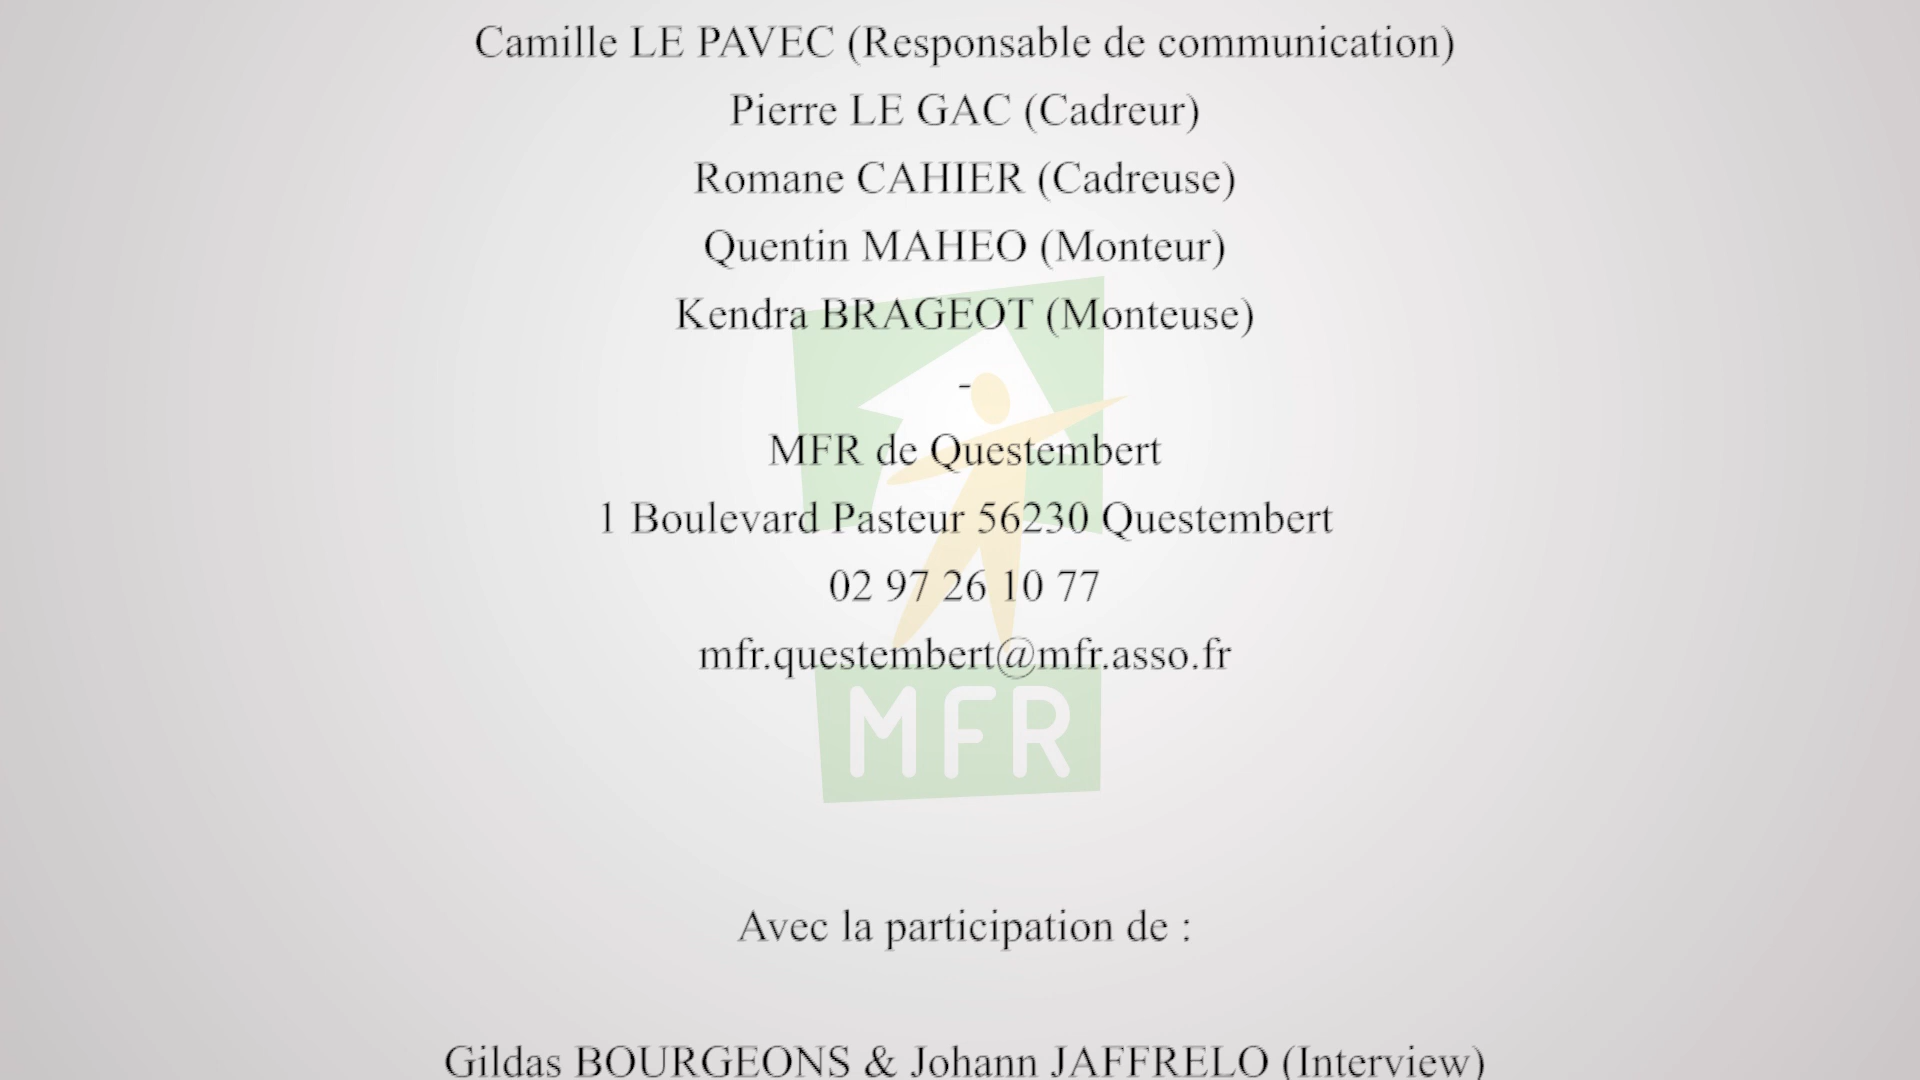 Camille LE PAVEC (Responsable de communication)
Pierre LE GAC (Cadreur)
Romane CAHIER (Cadreuse)
Quentin MAHEO (Monteur)
Kendra BRAGEOT (Monteuse)
-
MFR de Questembert
1 Boulevard Pasteur 56230 Questembert
02 97 26 10 77
mfr.questembert@mfr.asso.fr
MFR
Avec la participation de :
Gildas BOURGEONS & Johann JAFFRELO (Interview)